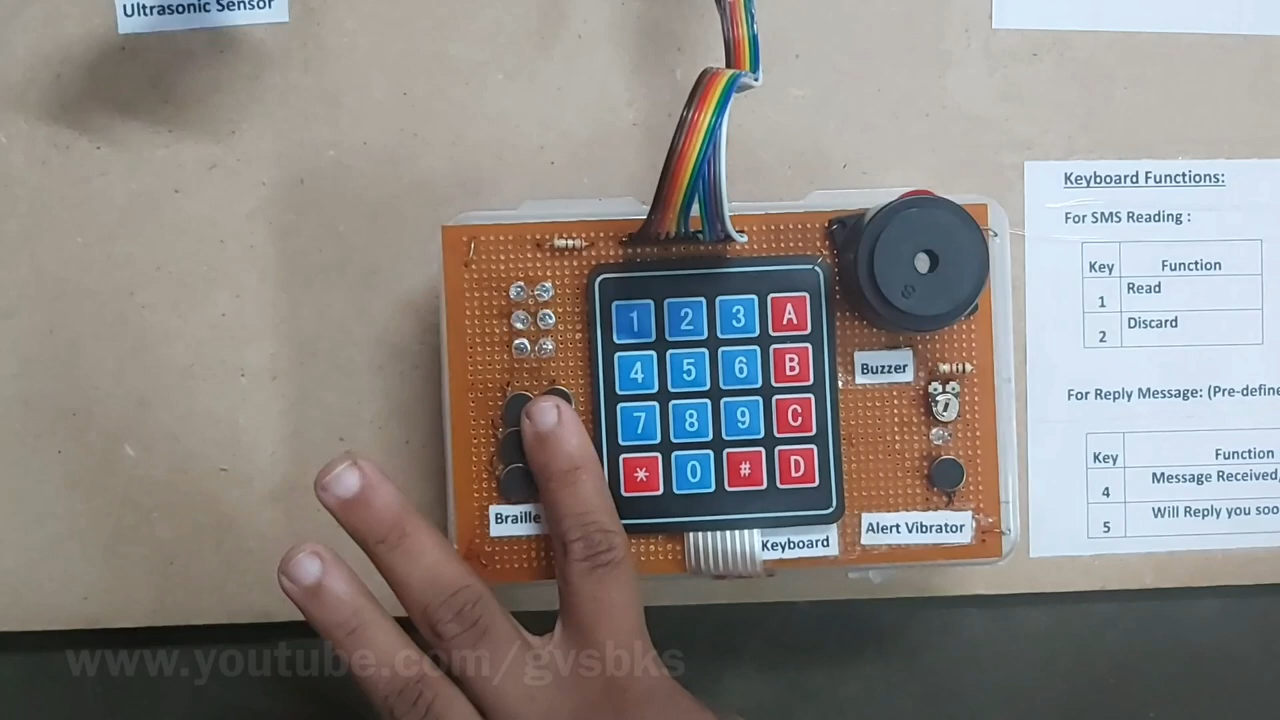 Ultrasonic Sensor
Keyboard Functions:
For SMS Reading :
Key Function
1 Read
2 Discard
For Reply Message: (Pre-define
Key Function
4 Message Received,
5 Will Reply you soo
1 2 3 A
4 5 6 B
7 8 9 C
* 0 # D
Buzzer
Braille
Keyboard
Alert Vibrator
www.youtube.com/gvsbks